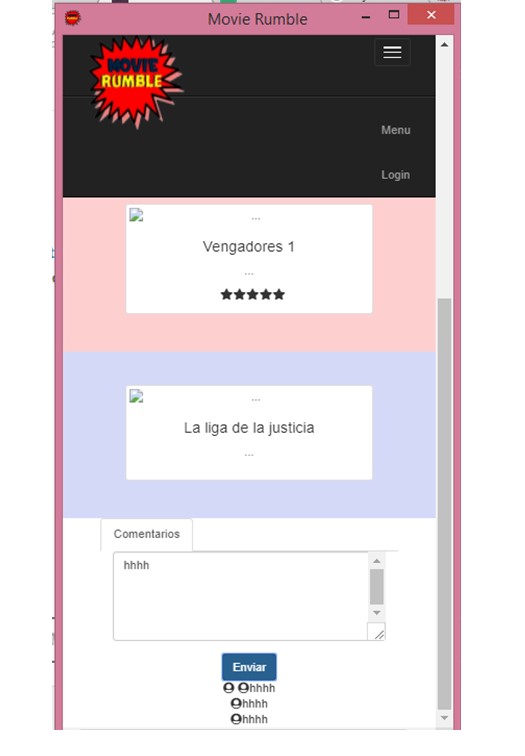 Movie Rumble
MOVIE
RUMBLE
Menu
Login
...
Vengadores 1
...
...
La liga de la justicia
...
Comentarios
hhhh
Enviar
hhhh
hhhh
hhhh